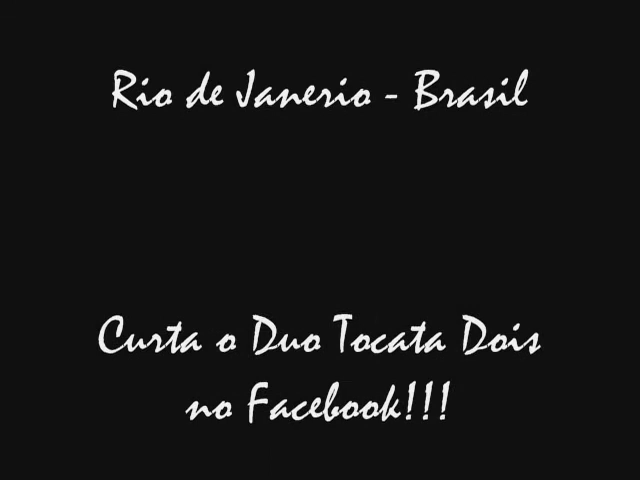 Rio de Janerio - Brasil
Curta o Duo Tocata Dois
no Facebook!!!